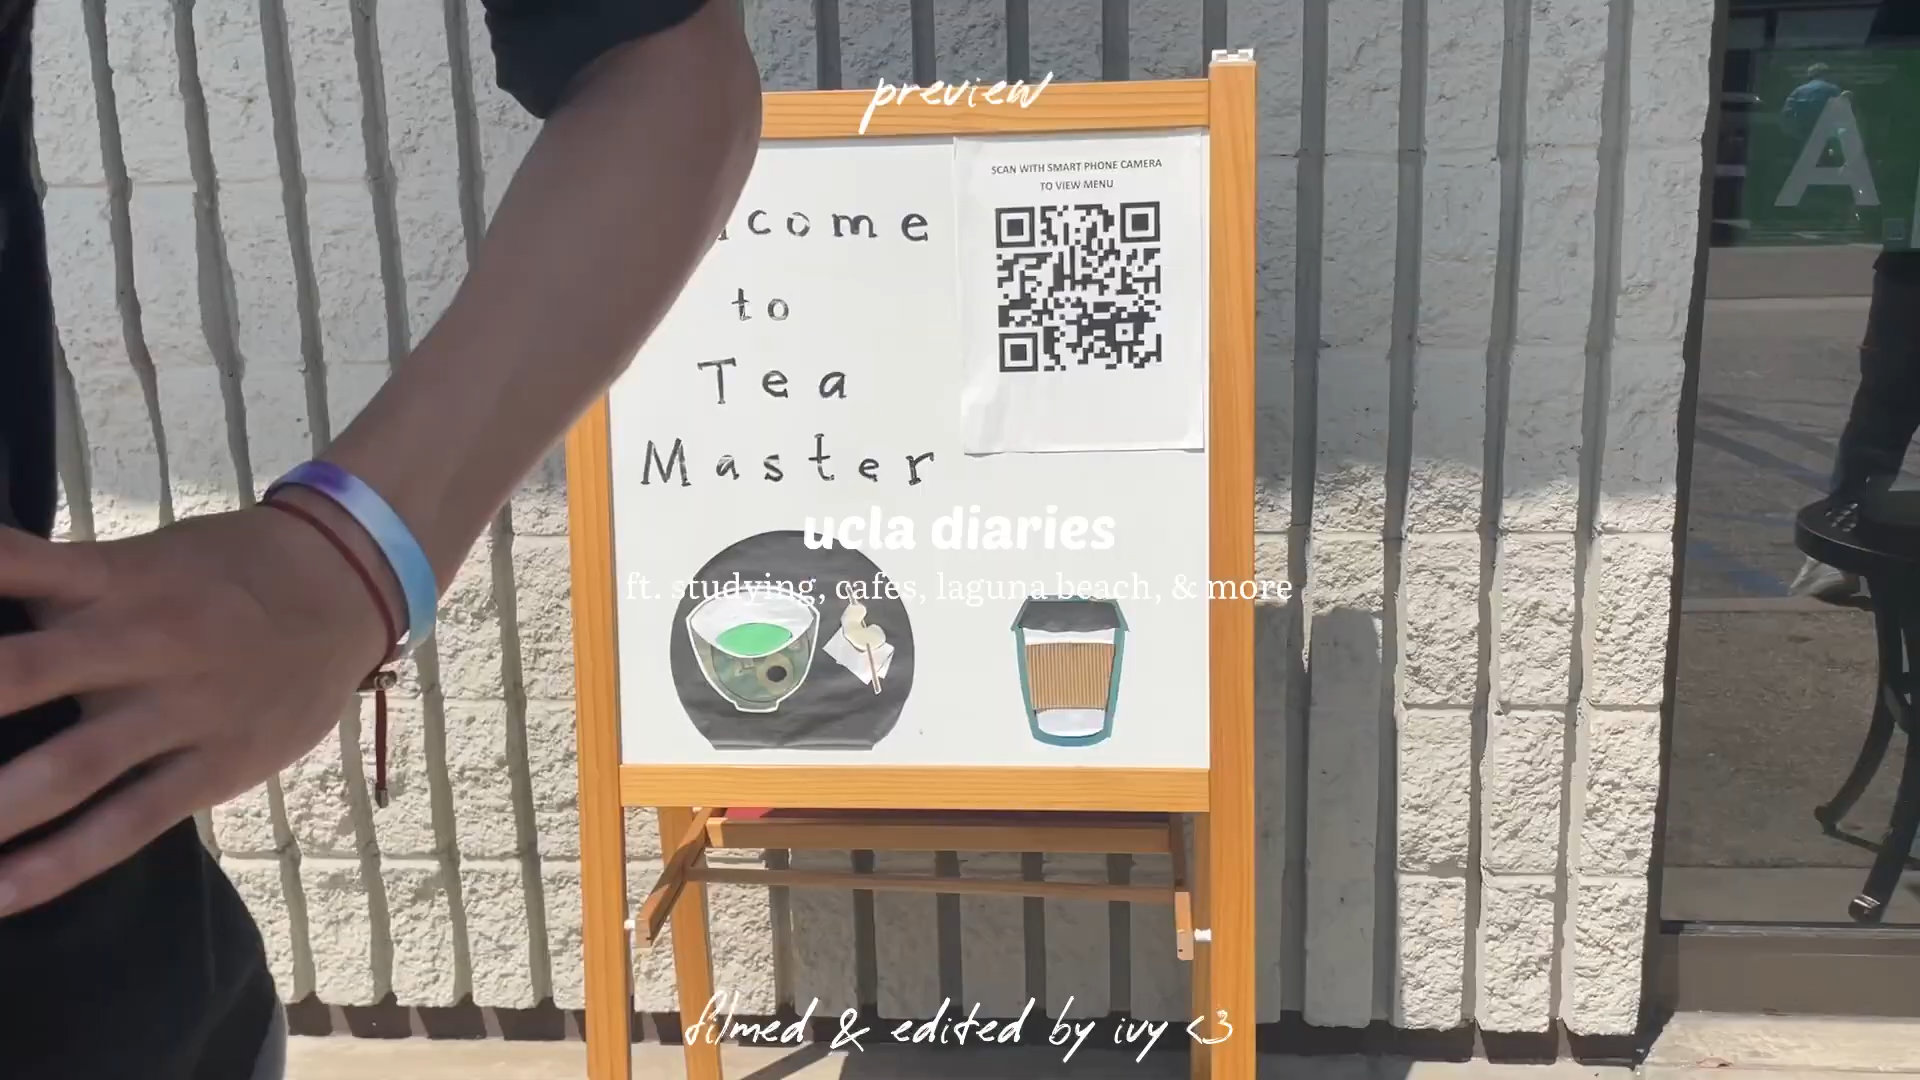 preview
SCAN WITH SMART PHONE CAMERA
TO VIEW MENU
come
to
Tea
Master
A
ucla diaries
ft. studying, cafes, laguna beach, & more
filmed & edited by ivy <3